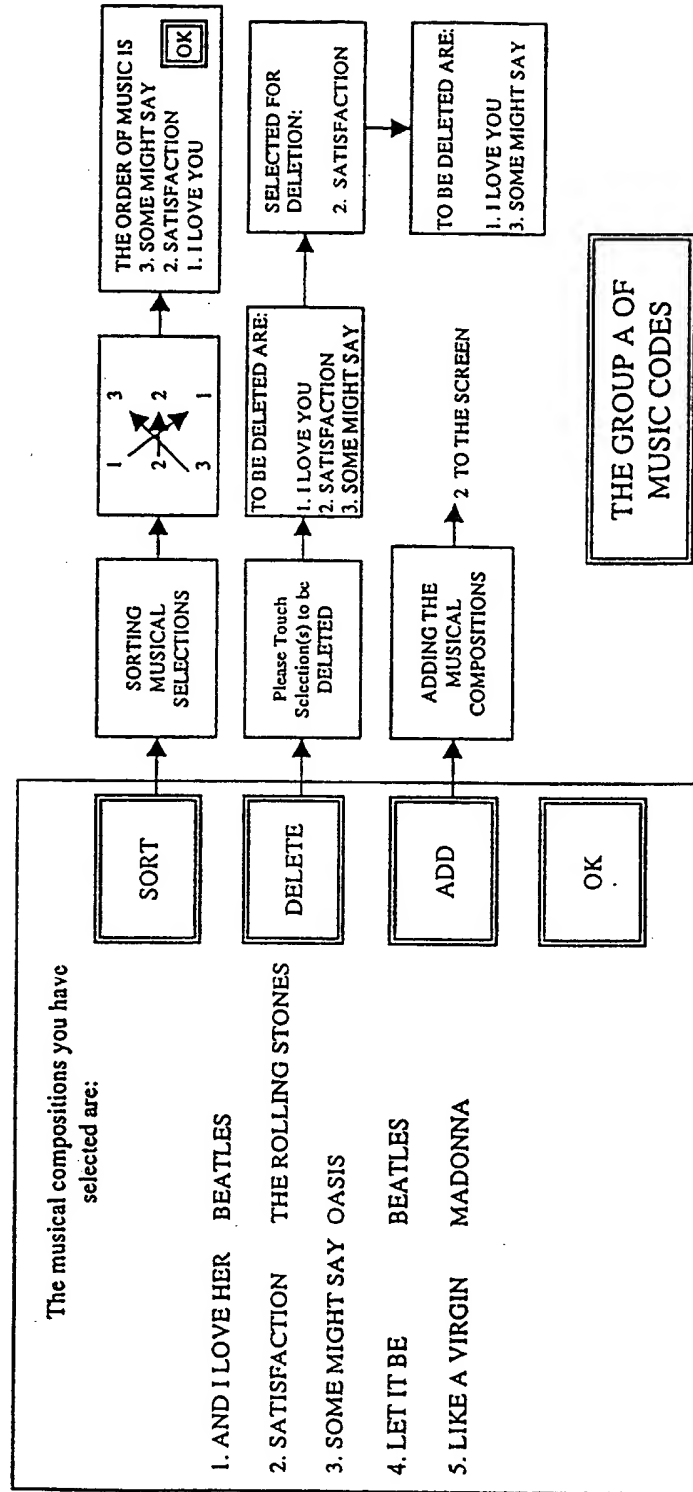 The musical compositions you have
selected are:
1. AND I LOVE HER BEATLES
2. SATISFACTION THE ROLLING STONES
3. SOME MIGHT SAY OASIS
4. LET IT BE BEATLES
5. LIKE A VIRGIN MADONNA
SORT
DELETE
ADD
OK
SORTING
MUSICAL
SELECTIONS
1 3
2 2
3 1
THE ORDER OF MUSIC IS
3. SOME MIGHT SAY
2. SATISFACTION
1. I LOVE YOU
OK
Please Touch
Selection(s) to be
DELETED
TO BE DELETED ARE:
1. I LOVE YOU
2. SATISFACTION
3. SOME MIGHT SAY
SELECTED FOR
DELETION:
2. SATISFACTION
TO BE DELETED ARE:
1. I LOVE YOU
3. SOME MIGHT SAY
ADDING THE
MUSICAL
COMPOSITIONS
2 TO THE SCREEN
THE GROUP A OF
MUSIC CODES